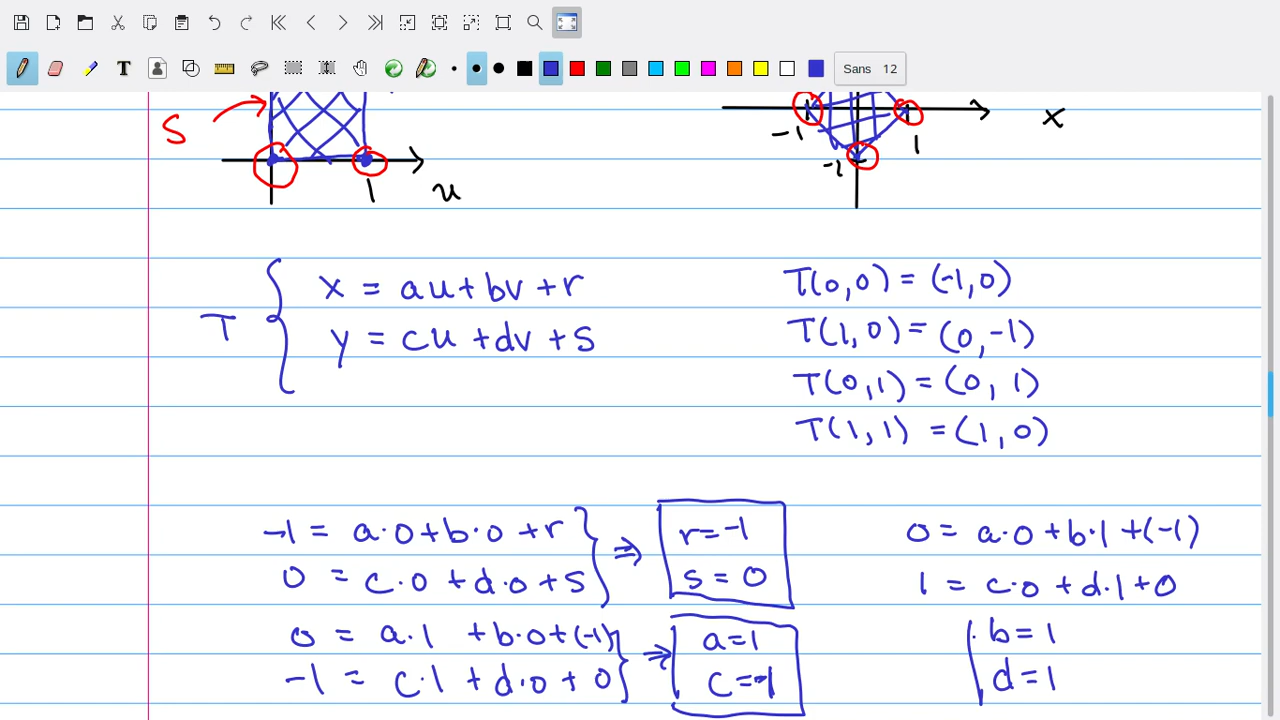 Sans 12
S
1
u
-1
1
-1
x
T { x = au + bv + r
y = cu + dv + s
T(0,0) = (-1,0)
T(1,0) = (0,-1)
T(0,1) = (0,1)
T(1,1) = (1,0)
-1 = a·0 + b·0 + r
0 = c·0 + d·0 + s } ⇒
r = -1
s = 0
0 = a·1 + b·0 + (-1)
-1 = c·1 + d·0 + 0 } ⇒
a = 1
c = -1
0 = a·0 + b·1 + (-1)
1 = c·0 + d·1 + 0
b = 1
d = 1